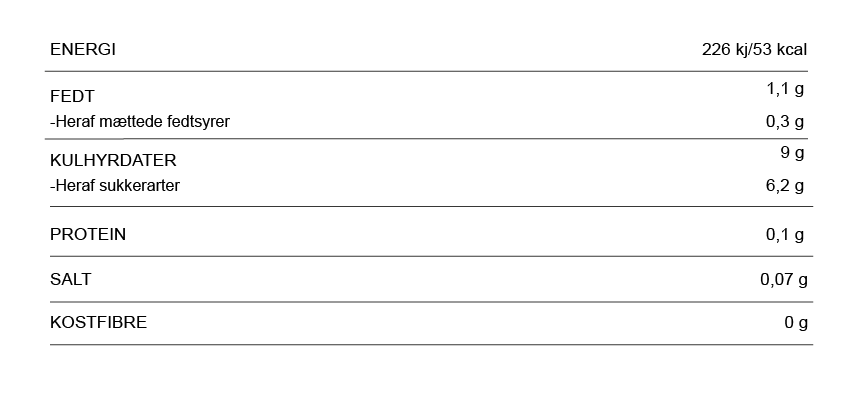 ENERGI 226 kj/53 kcal
FEDT 1,1 g
-Heraf mættede fedtsyrer 0,3 g
KULHYRDATER 9 g
-Heraf sukkerarter 6,2 g
PROTEIN 0,1 g
SALT 0,07 g
KOSTFIBRE 0 g